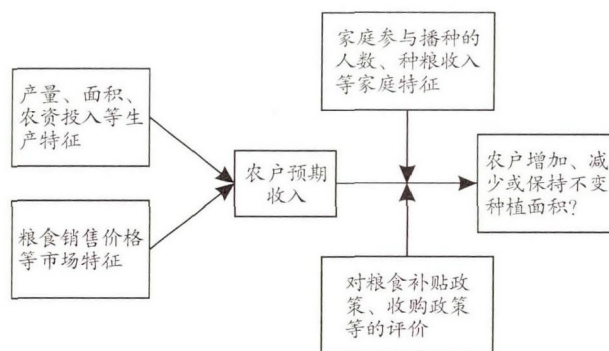 家庭参与播种的
人数、种粮收入
等家庭特征
产量、面积、
农资投入等生
产特征
农户预期
收入
农户增加、减
少或保持不变
种植面积?
粮食销售价格
等市场特征
对粮食补贴政
策、收购政策
等的评价